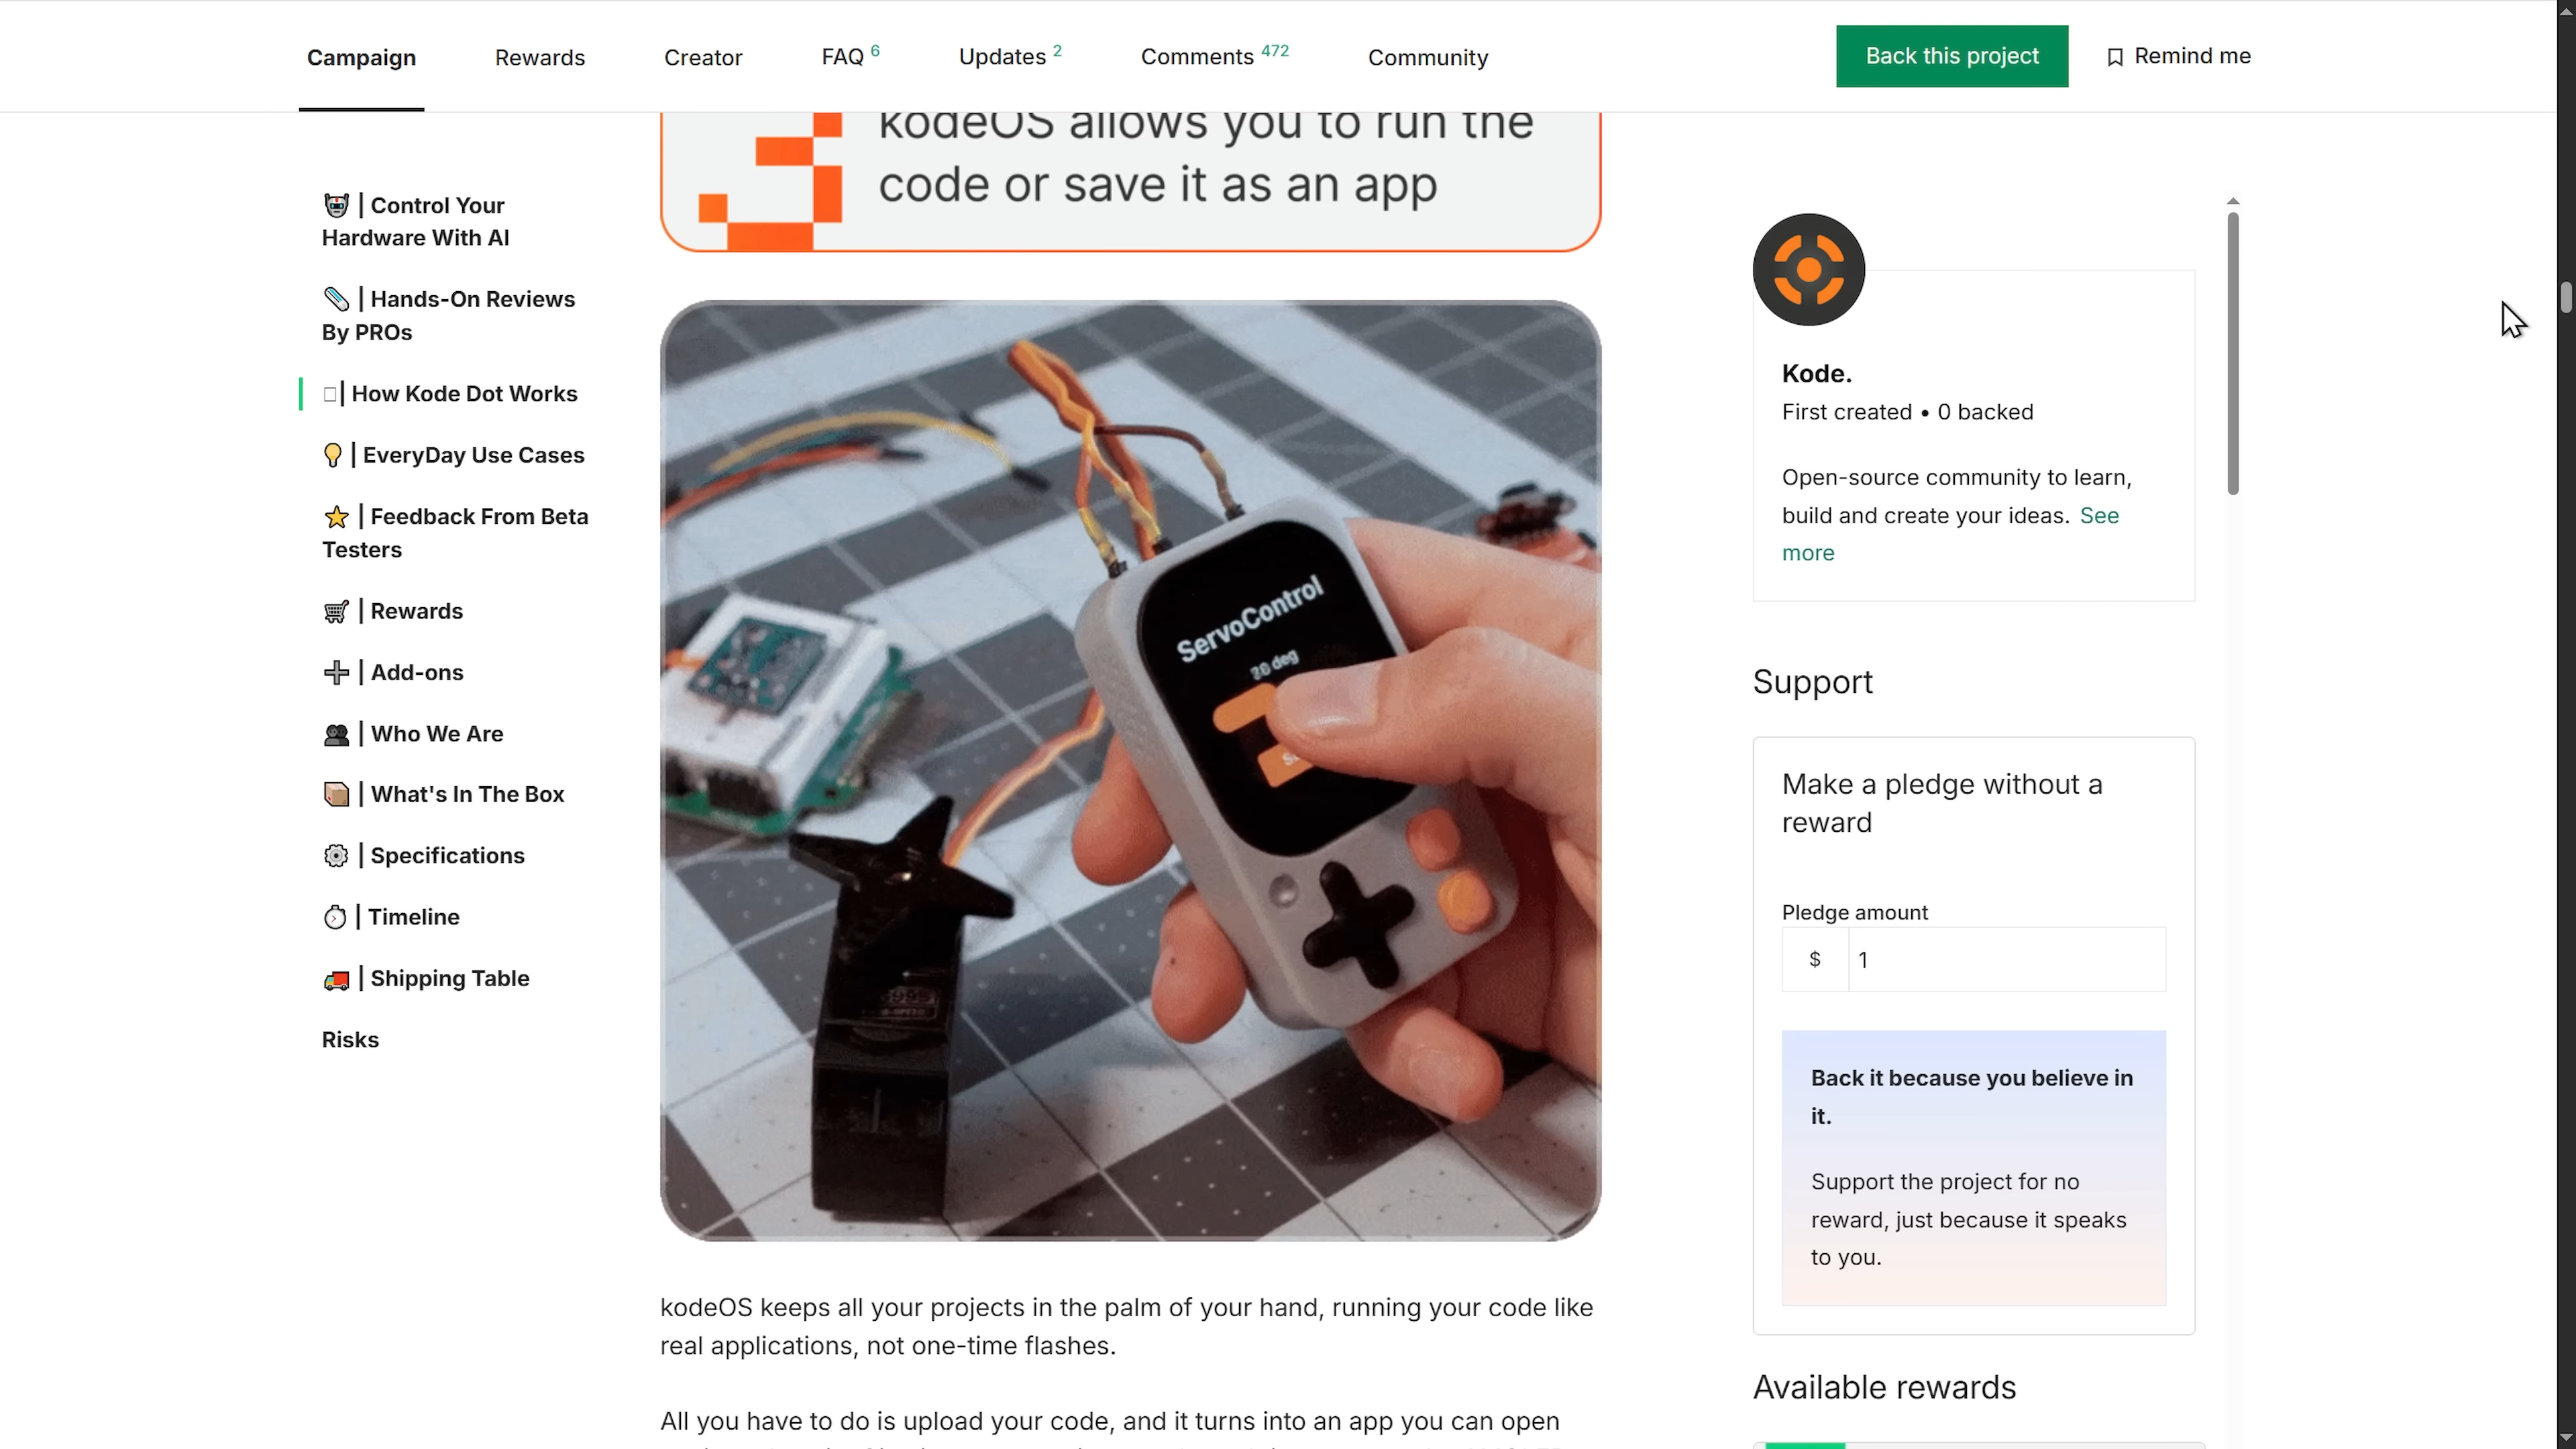 Campaign
Rewards
Creator
FAQ 6
Updates 2
Comments 472
Community
Back this project
Remind me
| Control Your
Hardware With AI
| Hands-On Reviews
By PROs
| How Kode Dot Works
| EveryDay Use Cases
| Feedback From Beta
Testers
| Rewards
| Add-ons
| Who We Are
| What's In The Box
| Specifications
| Timeline
| Shipping Table
Risks
3
kodeOS allows you to run the
code or save it as an app
ServoControl
deg
kodeOS keeps all your projects in the palm of your hand, running your code like
real applications, not one-time flashes.
All you have to do is upload your code, and it turns into an app you can open
Kode.
First created • 0 backed
Open-source community to learn,
build and create your ideas. See
more
Support
Make a pledge without a
reward
Pledge amount
$ 1
Back it because you believe in
it.
Support the project for no
reward, just because it speaks
to you.
Available rewards